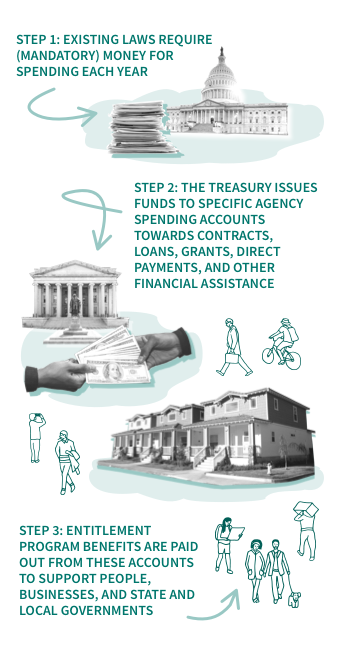 STEP 1: EXISTING LAWS REQUIRE
(MANDATORY) MONEY FOR
SPENDING EACH YEAR
STEP 2: THE TREASURY ISSUES
FUNDS TO SPECIFIC AGENCY
SPENDING ACCOUNTS
TOWARDS CONTRACTS,
LOANS, GRANTS, DIRECT
PAYMENTS, AND OTHER
FINANCIAL ASSISTANCE
STEP 3: ENTITLEMENT
PROGRAM BENEFITS ARE PAID
OUT FROM THESE ACCOUNTS
TO SUPPORT PEOPLE,
BUSINESSES, AND STATE AND
LOCAL GOVERNMENTS